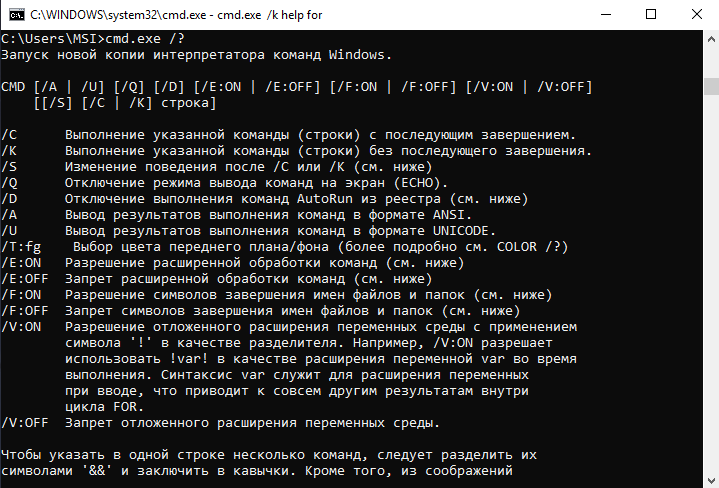 C:\WINDOWS\system32\cmd.exe - cmd.exe /k help for
C:\Users\MSI>cmd.exe /?
Запуск новой копии интерпретатора команд Windows.
CMD [/A | /U] [/Q] [/D] [/E:ON | /E:OFF] [/F:ON | /F:OFF] [/V:ON | /V:OFF]
[[/S] [/C | /K] строка]
/C Выполнение указанной команды (строки) с последующим завершением.
/K Выполнение указанной команды (строки) без последующего завершения.
/S Изменение поведения после /C или /K (см. ниже)
/Q Отключение режима вывода команд на экран (ECHO).
/D Отключение выполнения команд AutoRun из реестра (см. ниже)
/A Вывод результатов выполнения команд в формате ANSI.
/U Вывод результатов выполнения команд в формате UNICODE.
/T:fg Выбор цвета переднего плана/фона (более подробно см. COLOR /?)
/E:ON Разрешение расширенной обработки команд (см. ниже)
/E:OFF Запрет расширенной обработки команд (см. ниже)
/F:ON Разрешение символов завершения имен файлов и папок (см. ниже)
/F:OFF Запрет символов завершения имен файлов и папок (см. ниже)
/V:ON Разрешение отложенного расширения переменных среды с применением
символа '!' в качестве разделителя. Например, /V:ON разрешает
использовать !var! в качестве расширения переменной var во время
выполнения. Синтаксис var служит для расширения переменных
при вводе, что приводит к совсем другим результатам внутри
цикла FOR.
/V:OFF Запрет отложенного расширения переменных среды.
Чтобы указать в одной строке несколько команд, следует разделить их
символами '&&' и заключить в кавычки. Кроме того, из соображений